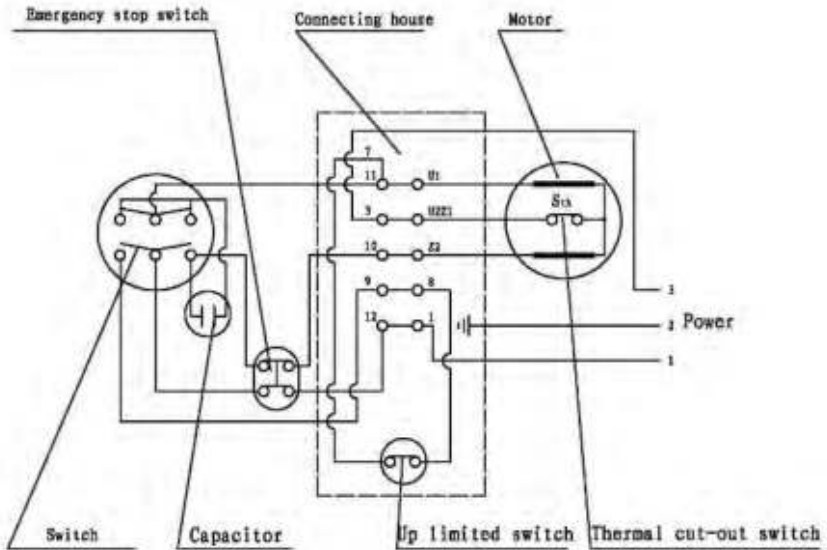 Emergency stop switch
Connecting house
Motor
7
11 U1
3 U2Z1
10 Z2
9 8
12 1
3
2 Power
1
Switch
Capacitor
Up limited switch
Thermal cut-out switch